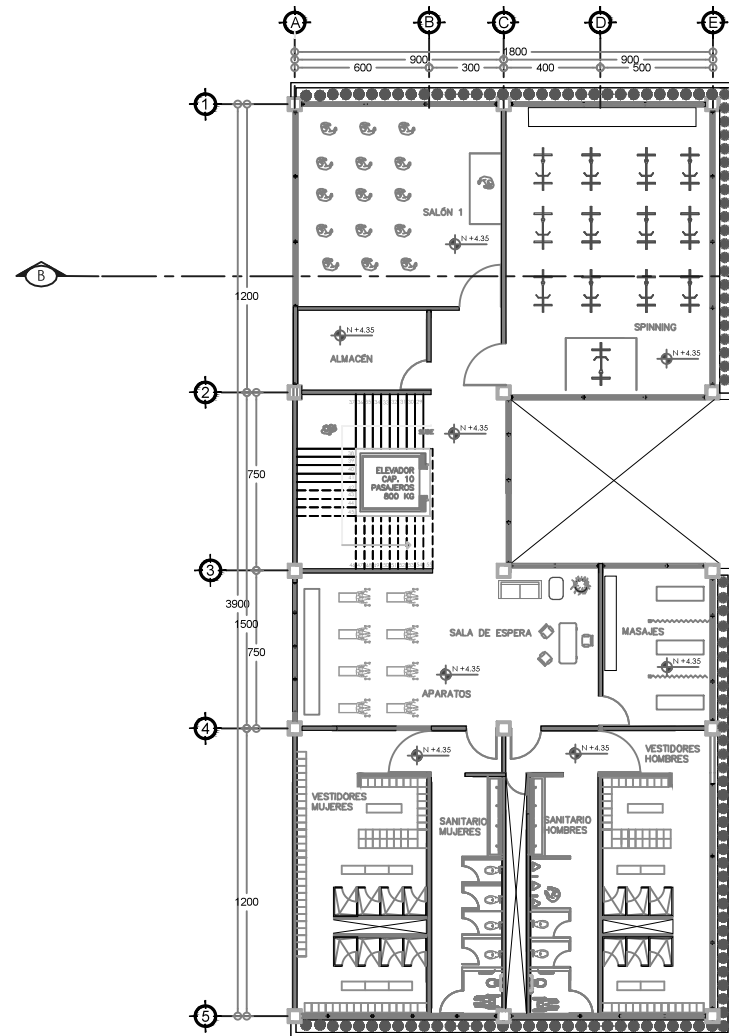 A
B
C
D
E
1800
900
900
600
300
400
500
1
SALÓN 1
N +4.35
B
1200
SPINNING
N +4.35
N +4.35
ALMACÉN
2
N +4.35
750
ELEVADOR
CAP. 10
PASAJEROS
800 KG
3
3900
1500
750
SALA DE ESPERA
MASAJES
N +4.35
N +4.35
APARATOS
4
N +4.35
N +4.35
VESTIDORES
HOMBRES
VESTIDORES
MUJERES
SANITARIO
MUJERES
SANITARIO
HOMBRES
1200
5